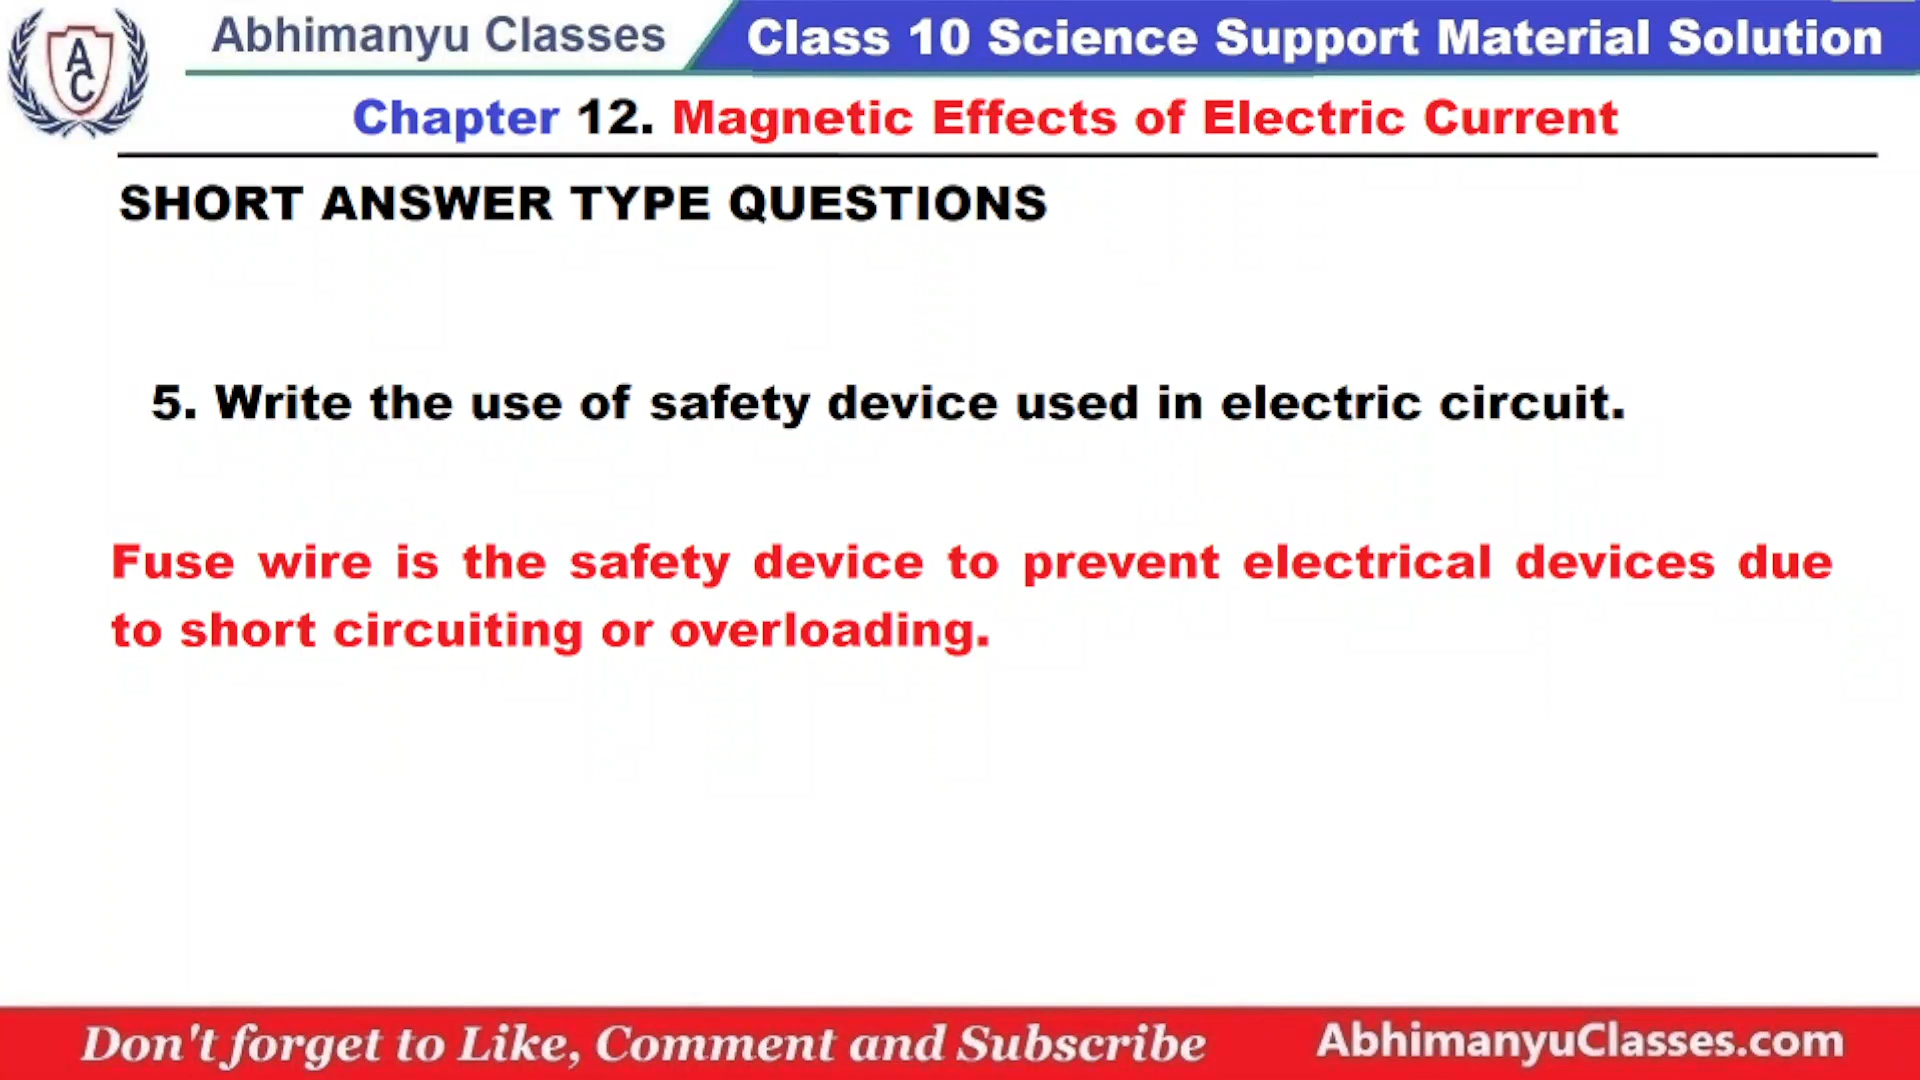 A
C
Abhimanyu Classes
Class 10 Science Support Material Solution
Chapter 12. Magnetic Effects of Electric Current
SHORT ANSWER TYPE QUESTIONS
5. Write the use of safety device used in electric circuit.
Fuse wire is the safety device to prevent electrical devices due
to short circuiting or overloading.
Don't forget to Like, Comment and Subscribe
AbhimanyuClasses.com